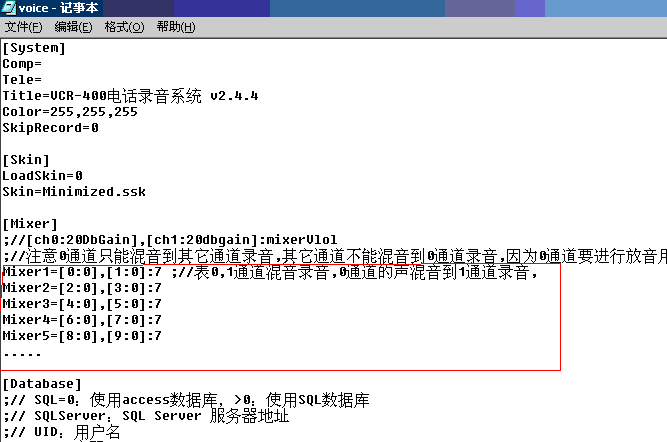 voice - 记事本
文件(F) 编辑(E) 格式(O) 帮助(H)
[System]
Comp=
Tele=
Title=VCR-400电话录音系统 v2.4.4
Color=255,255,255
SkipRecord=0
[Skin]
LoadSkin=0
Skin=Minimized.ssk
[Mixer]
;//[ch0:20DbGain],[ch1:20dbgain]:mixerVlol
;//注意0通道只能混音到其它通道录音,其它通道不能混音到0通道录音,因为0通道要进行放音用
Mixer1=[0:0],[1:0]:7 ;//表0,1通道混音录音,0通道的声混音到1通道录音,
Mixer2=[2:0],[3:0]:7
Mixer3=[4:0],[5:0]:7
Mixer4=[6:0],[7:0]:7
Mixer5=[8:0],[9:0]:7
.....
[Database]
;// SQL=0: 使用access数据库, >0: 使用SQL数据库
;// SQLServer: SQL Server 服务器地址
;// UID: 用户名